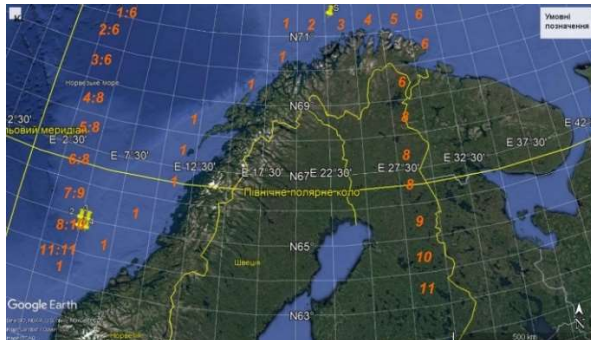 1:6
2:6
3:6
4:8
5:8
6:8
7:9
8:10
11:11
1
1 2 3 4 5 6
1
1
1
1
1
1
1
6
6
8
8
8
9
10
11
S
Умовні
позначення
Норвезьке море
N71
N69
N67
N65
N63
2°30'
E 2°30'
E 7°30'
E 12°30'
E 17°30'
E 22°30'
E 27°30'
E 32°30'
E 37°30'
E 42°
ьовий меридіан
Північне полярне коло
Швеція
Норвегія
Google Earth
500 km
N